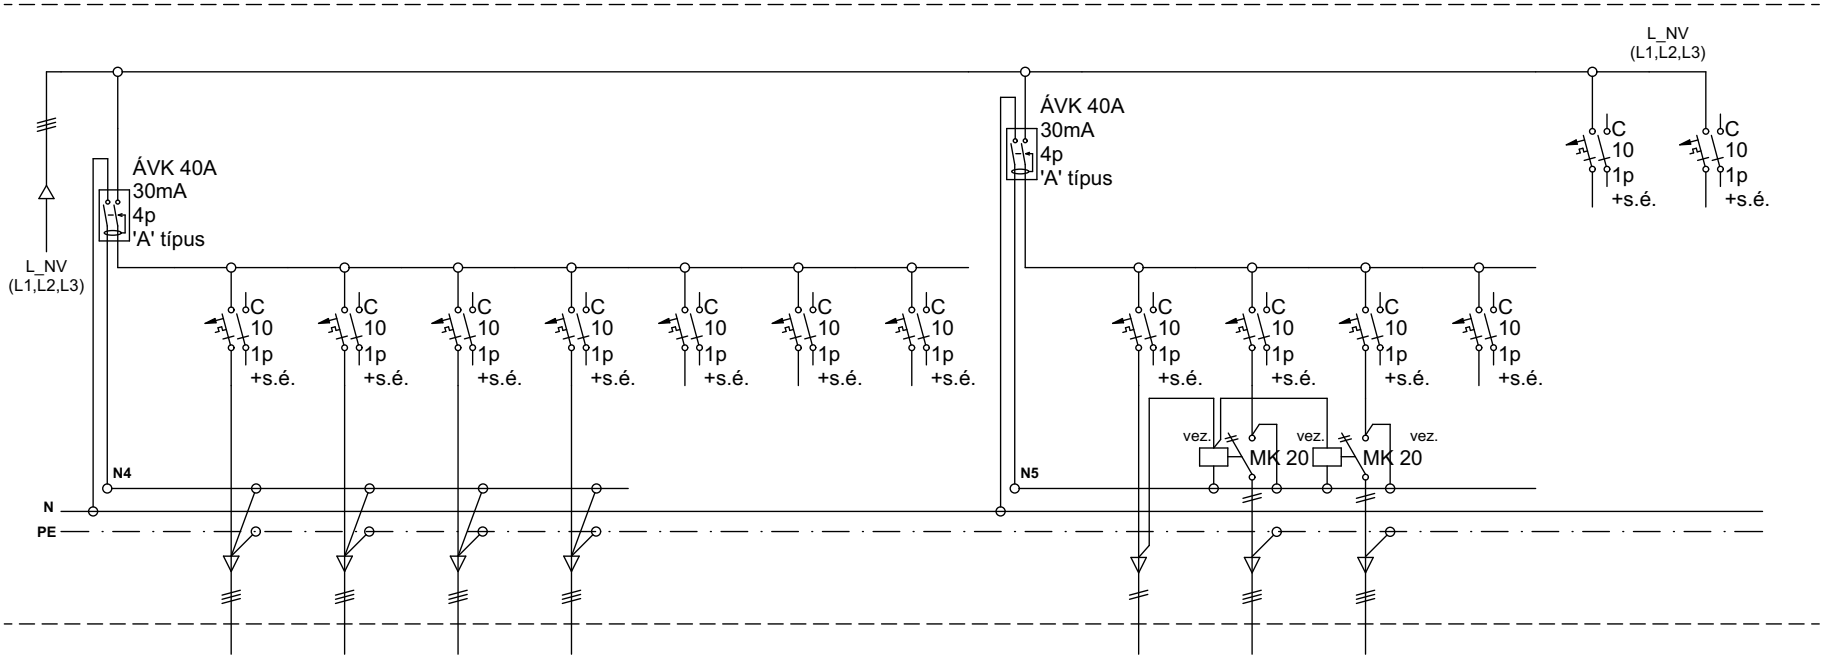 L_NV
(L1,L2,L3)
ÁVK 40A
30mA
4p
'A' típus
C
10
1p
+s.é.
C
10
1p
+s.é.
ÁVK 40A
30mA
4p
'A' típus
L_NV
(L1,L2,L3)
C
10
1p
+s.é.
C
10
1p
+s.é.
C
10
1p
+s.é.
C
10
1p
+s.é.
C
10
1p
+s.é.
C
10
1p
+s.é.
C
10
1p
+s.é.
C
10
1p
+s.é.
C
10
1p
+s.é.
C
10
1p
+s.é.
C
10
1p
+s.é.
vez.
vez.
vez.
MK 20
MK 20
N4
N5
N
PE